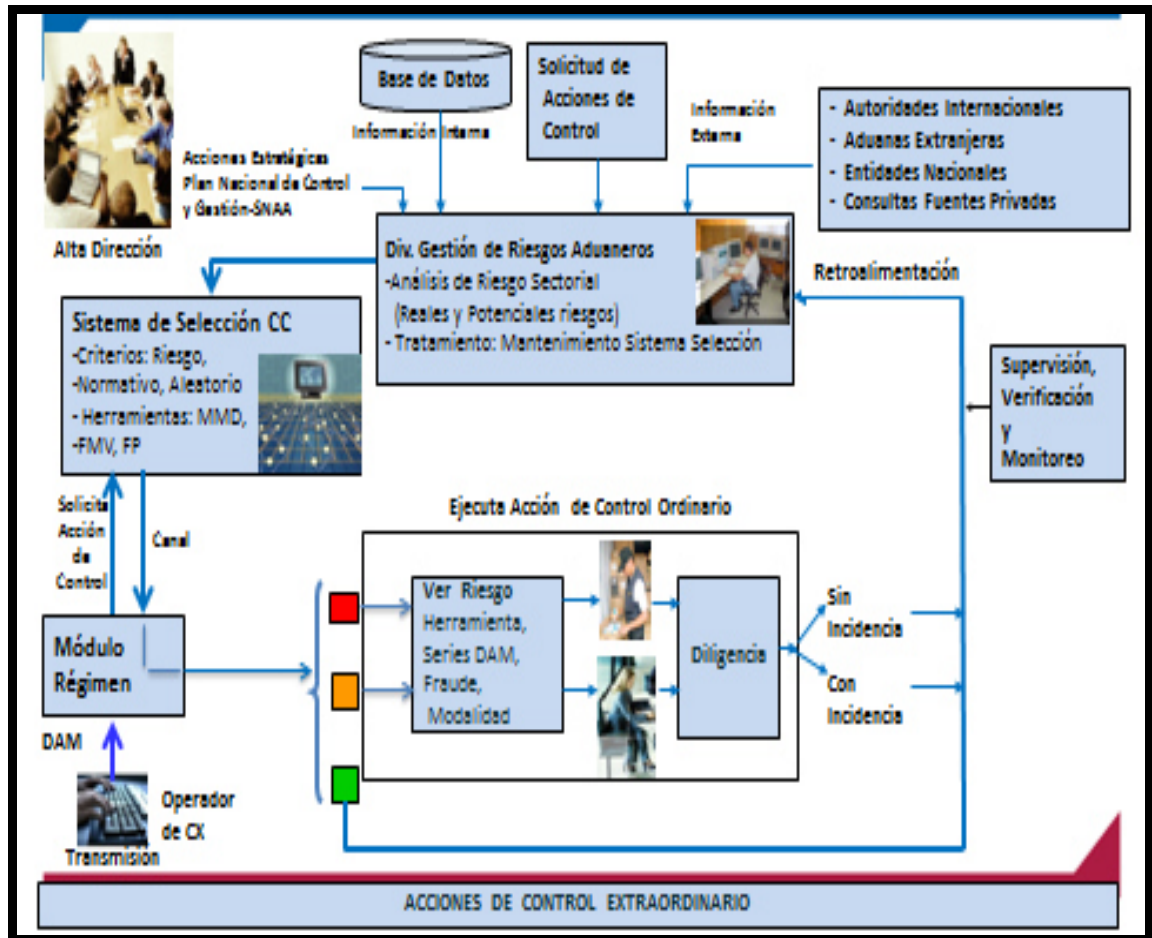 Base de Datos
Solicitud de
Acciones de
Control
Información Interna
Información
Externa
- Autoridades Internacionales
- Aduanas Extranjeras
- Entidades Nacionales
- Consultas Fuentes Privadas
Acciones Estratégicas
Plan Nacional de Control
y Gestión-SNAA
Alta Dirección
Div. Gestión de Riesgos Aduaneros
-Análisis de Riesgo Sectorial
(Reales y Potenciales riesgos)
- Tratamiento: Mantenimiento Sistema Selección
Retroalimentación
Sistema de Selección CC
-Criterios: Riesgo,
-Normativo, Aleatorio
- Herramientas: MMD,
-FMV, FP
Supervisión,
Verificación
y
Monitoreo
Solicita
Acción
de
Control
Canal
Ejecuta Acción de Control Ordinario
Ver Riesgo
Herramienta,
Series DAM,
Fraude,
Modalidad
Diligencia
Sin
Incidencia
Con
Incidencia
Módulo
Régimen
DAM
Operador
de CX
Transmisión
ACCIONES DE CONTROL EXTRAORDINARIO